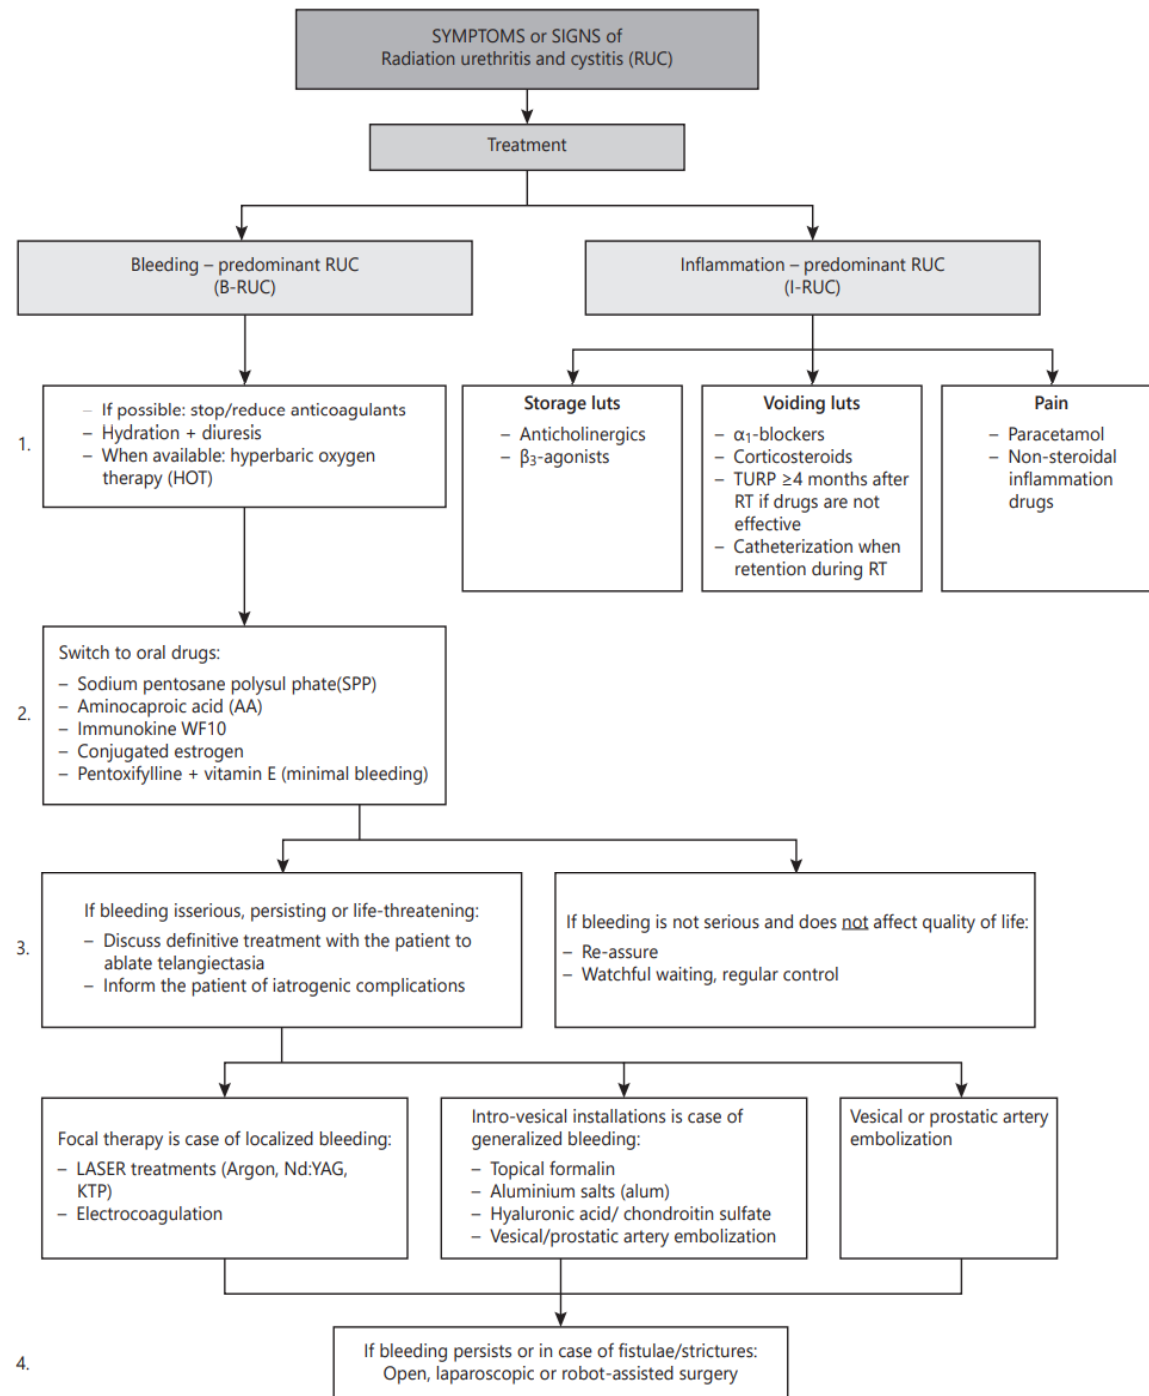 SYMPTOMS or SIGNS of
Radiation urethritis and cystitis (RUC)
Treatment
Bleeding – predominant RUC
(B-RUC)
Inflammation – predominant RUC
(I-RUC)
1.
– If possible: stop/reduce anticoagulants
– Hydration + diuresis
– When available: hyperbaric oxygen
therapy (HOT)
Storage luts
– Anticholinergics
– β₃-agonists
Voiding luts
– α₁-blockers
– Corticosteroids
– TURP ≥4 months after
RT if drugs are not
effective
– Catheterization when
retention during RT
Pain
– Paracetamol
– Non-steroidal
inflammation
drugs
2.
Switch to oral drugs:
– Sodium pentosane polysul phate(SPP)
– Aminocaproic acid (AA)
– Immunokine WF10
– Conjugated estrogen
– Pentoxifylline + vitamin E (minimal bleeding)
3.
If bleeding isserious, persisting or life-threatening:
– Discuss definitive treatment with the patient to
ablate telangiectasia
– Inform the patient of iatrogenic complications
If bleeding is not serious and does not affect quality of life:
– Re-assure
– Watchful waiting, regular control
Focal therapy is case of localized bleeding:
– LASER treatments (Argon, Nd:YAG,
KTP)
– Electrocoagulation
Intro-vesical installations is case of
generalized bleeding:
– Topical formalin
– Aluminium salts (alum)
– Hyaluronic acid/ chondroitin sulfate
– Vesical/prostatic artery embolization
Vesical or prostatic artery
embolization
4.
If bleeding persists or in case of fistulae/strictures:
Open, laparoscopic or robot-assisted surgery